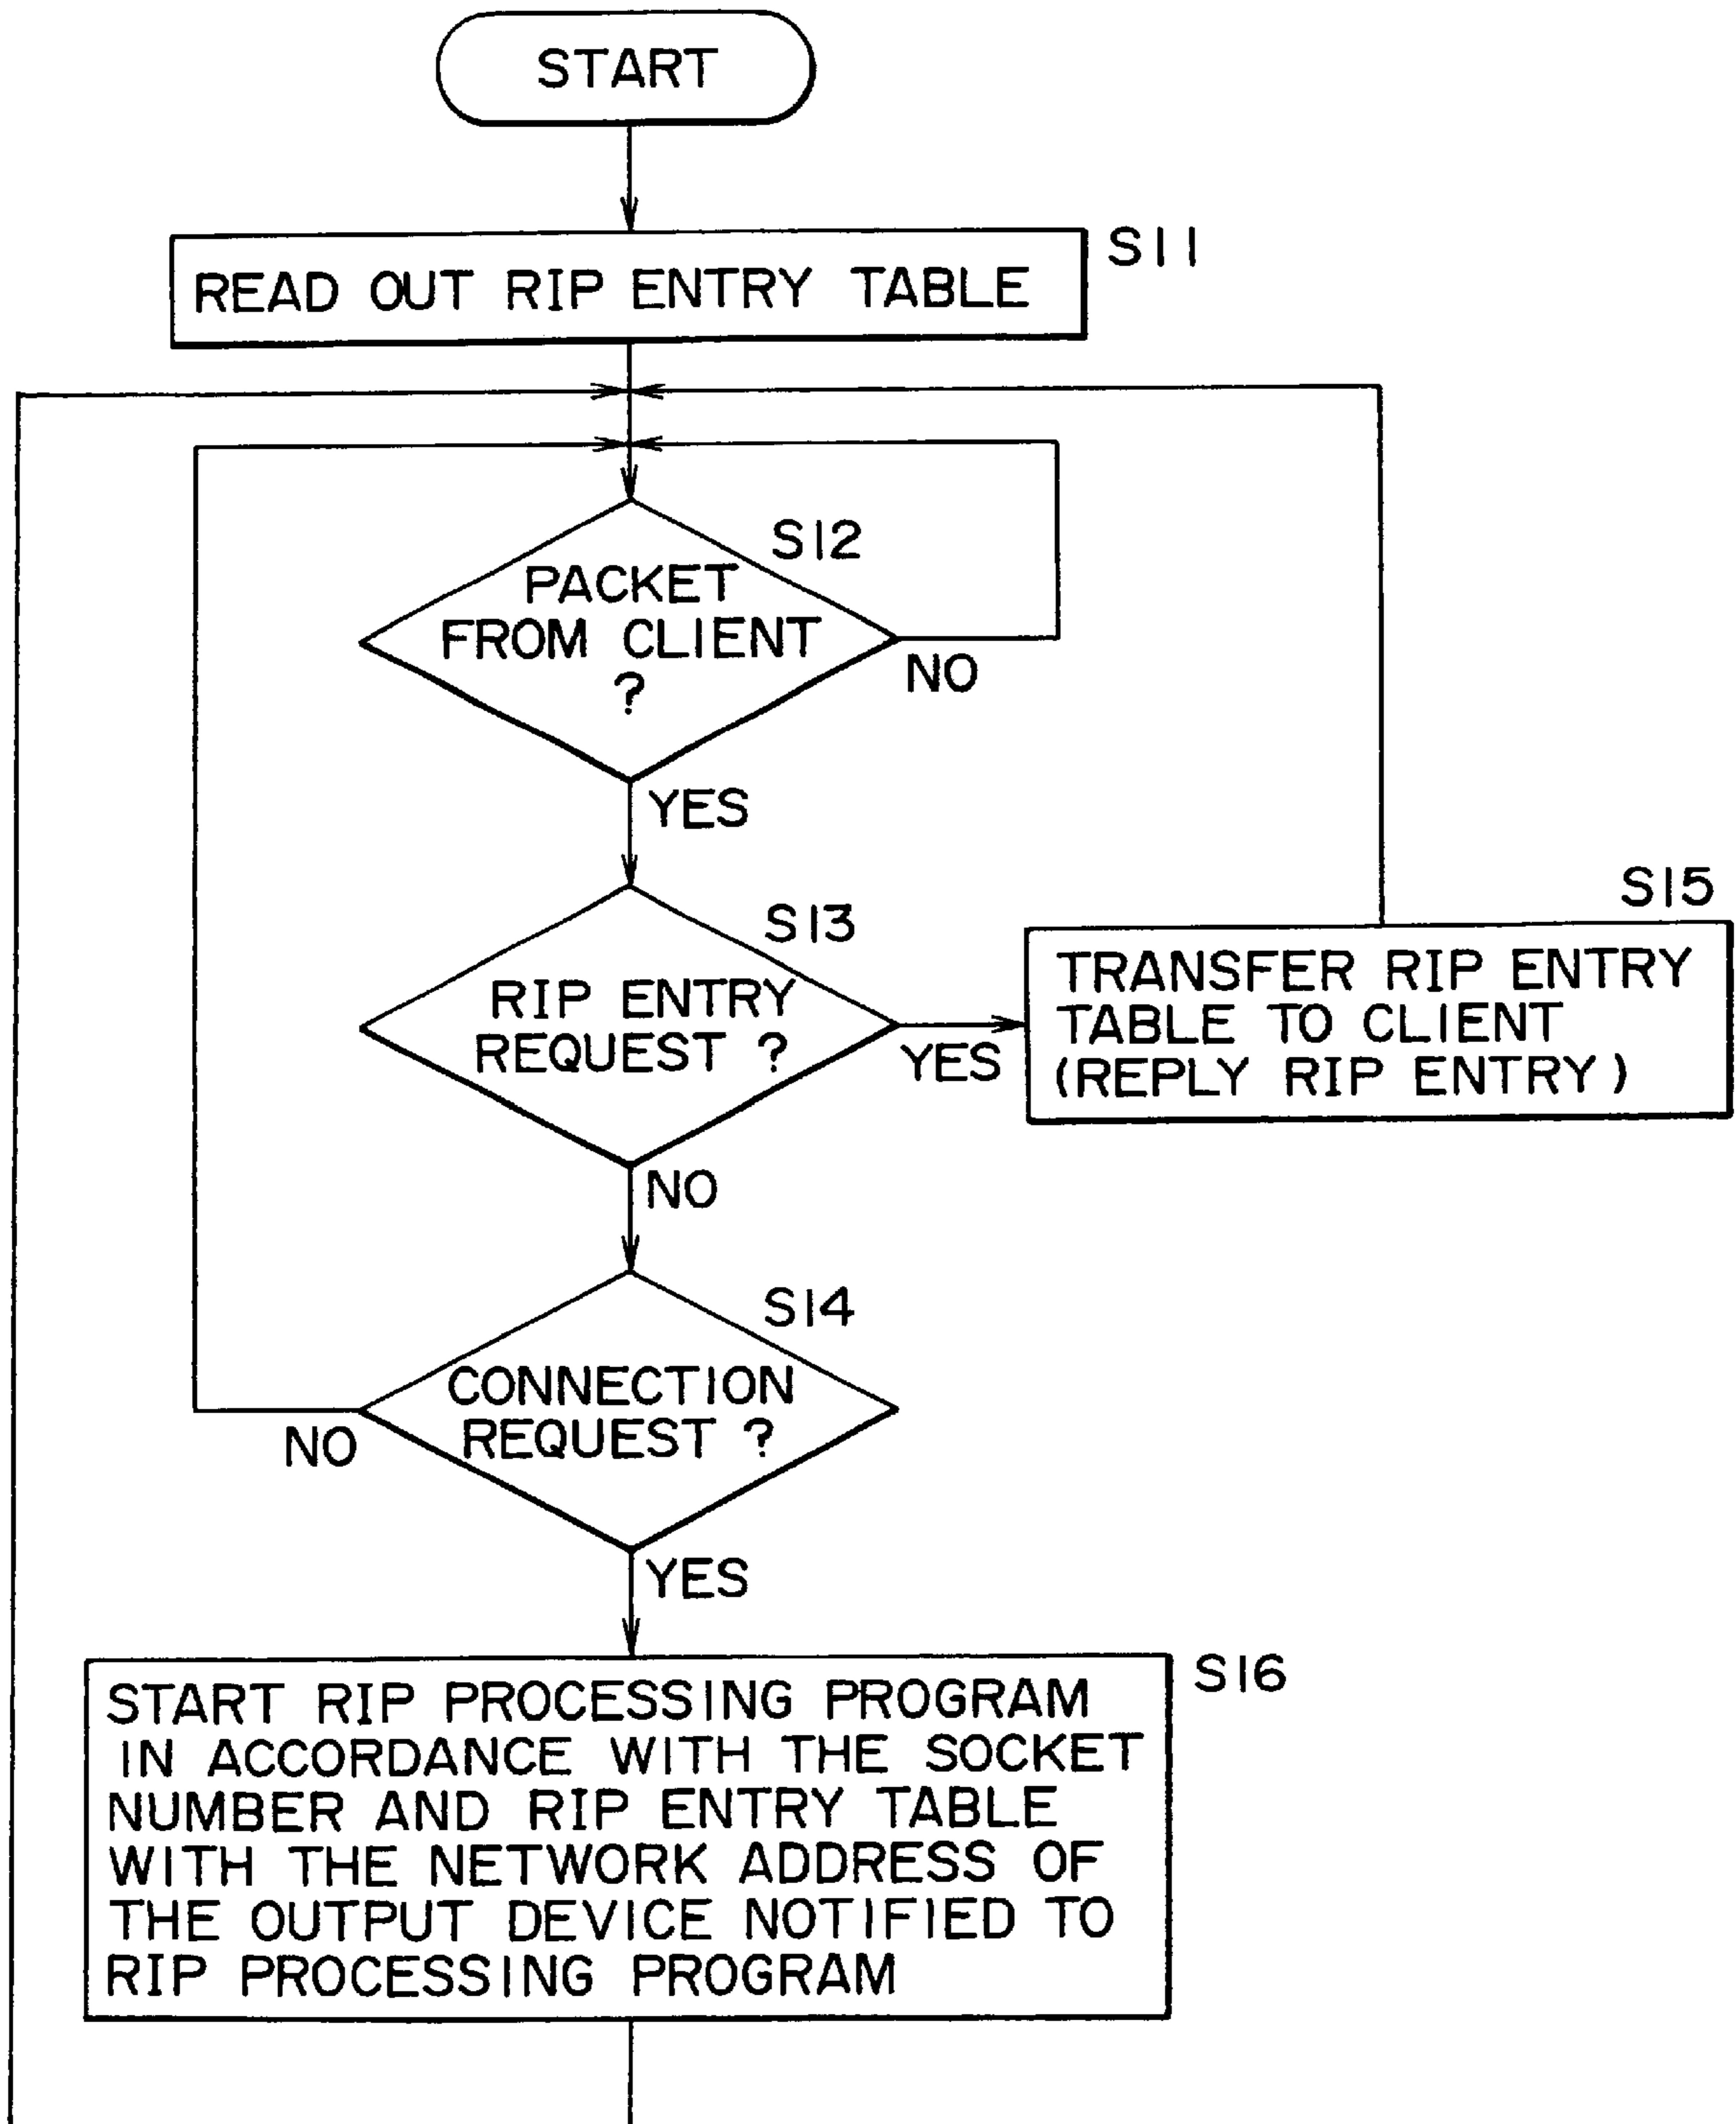 START
S11
READ OUT RIP ENTRY TABLE
S12
PACKET
FROM CLIENT
?
NO
YES
S13
RIP ENTRY
REQUEST ?
YES
S15
TRANSFER RIP ENTRY
TABLE TO CLIENT
(REPLY RIP ENTRY)
NO
S14
CONNECTION
REQUEST ?
NO
YES
S16
START RIP PROCESSING PROGRAM
IN ACCORDANCE WITH THE SOCKET
NUMBER AND RIP ENTRY TABLE
WITH THE NETWORK ADDRESS OF
THE OUTPUT DEVICE NOTIFIED TO
RIP PROCESSING PROGRAM